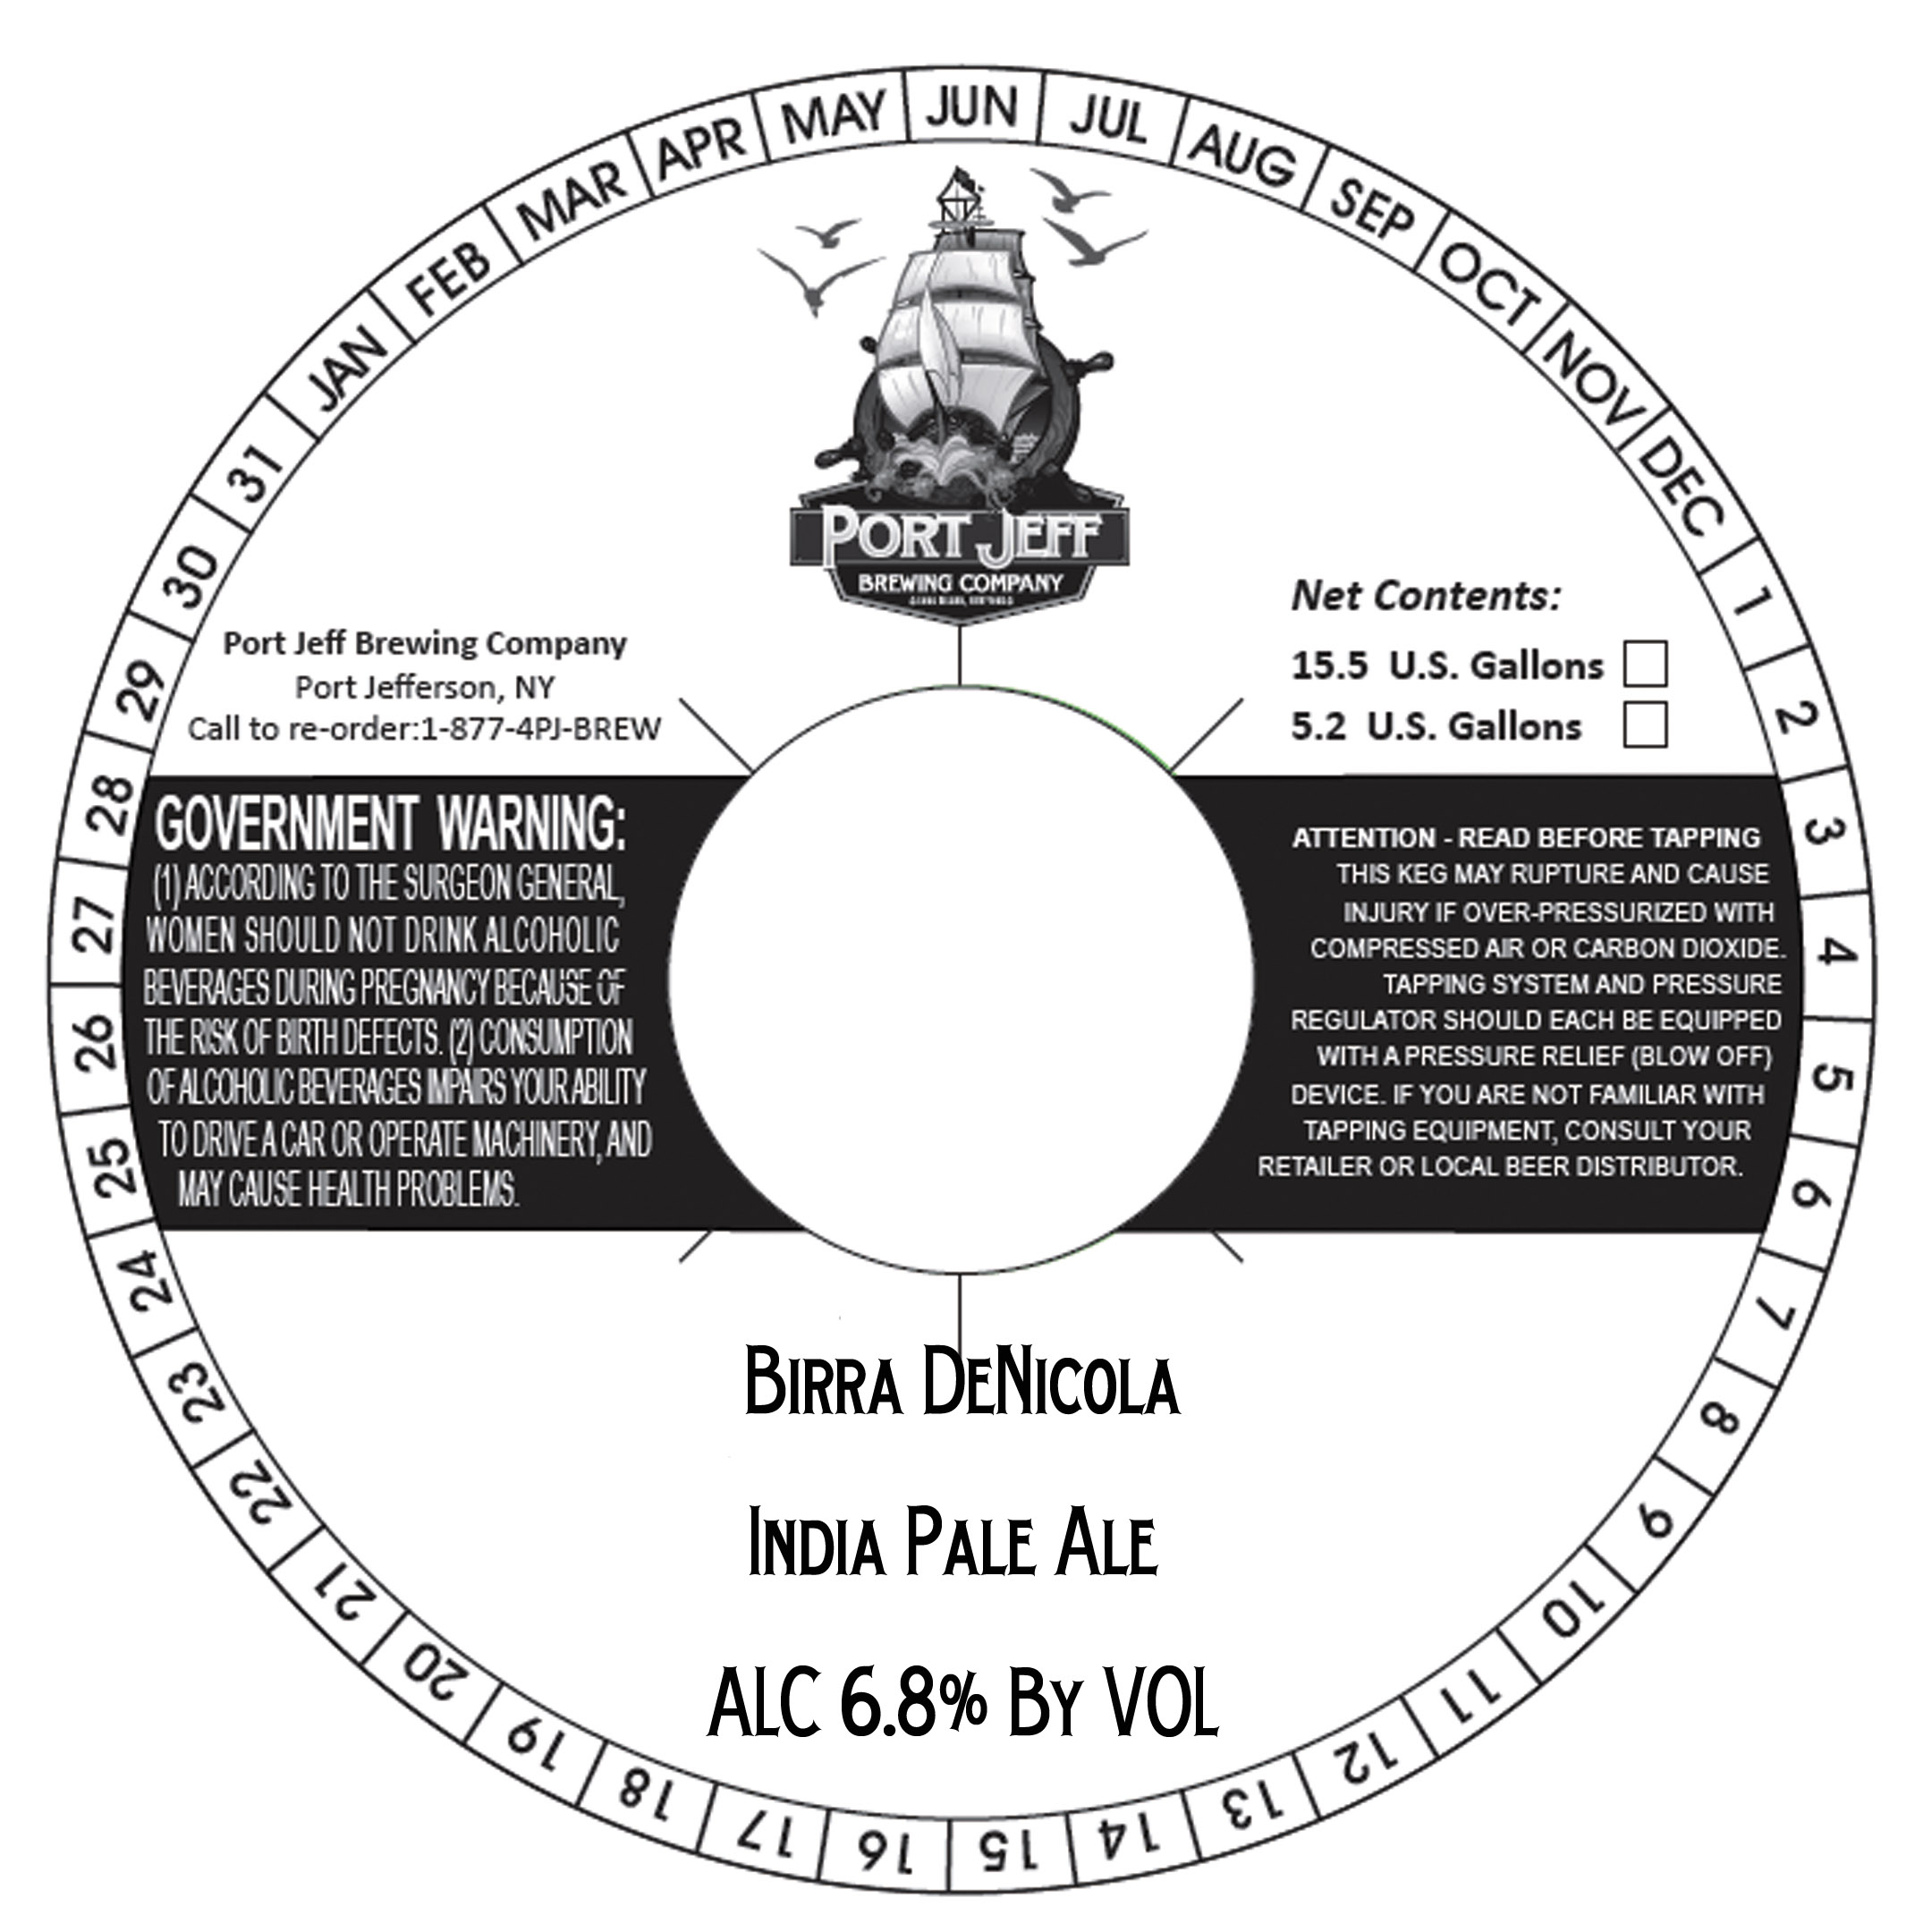 JAN
FEB
MAR
APR
MAY
JUN
JUL
AUG
SEP
OCT
NOV
DEC
1
2
3
4
5
6
7
8
9
10
11
12
13
14
15
16
17
18
19
20
21
22
23
24
25
26
27
28
29
30
31
PORT JEFF
BREWING COMPANY
Port Jeff Brewing Company
Port Jefferson, NY
Call to re-order:1-877-4PJ-BREW
Net Contents:
15.5 U.S. Gallons
5.2 U.S. Gallons
GOVERNMENT WARNING:
(1) ACCORDING TO THE SURGEON GENERAL,
WOMEN SHOULD NOT DRINK ALCOHOLIC
BEVERAGES DURING PREGNANCY BECAUSE OF
THE RISK OF BIRTH DEFECTS. (2) CONSUMPTION
OF ALCOHOLIC BEVERAGES IMPAIRS YOUR ABILITY
TO DRIVE A CAR OR OPERATE MACHINERY, AND
MAY CAUSE HEALTH PROBLEMS.
ATTENTION - READ BEFORE TAPPING
THIS KEG MAY RUPTURE AND CAUSE
INJURY IF OVER-PRESSURIZED WITH
COMPRESSED AIR OR CARBON DIOXIDE.
TAPPING SYSTEM AND PRESSURE
REGULATOR SHOULD EACH BE EQUIPPED
WITH A PRESSURE RELIEF (BLOW OFF)
DEVICE. IF YOU ARE NOT FAMILIAR WITH
TAPPING EQUIPMENT, CONSULT YOUR
RETAILER OR LOCAL BEER DISTRIBUTOR.
BIRRA DENICOLA
INDIA PALE ALE
ALC 6.8% BY VOL